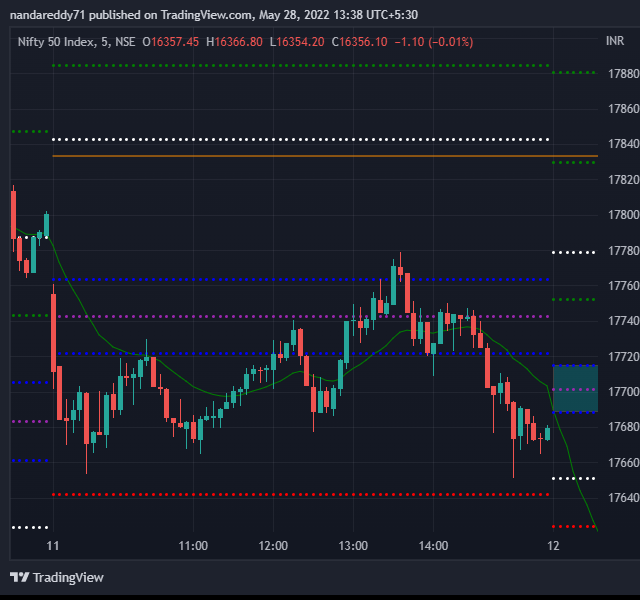 nandareddy71 published on TradingView.com, May 28, 2022 13:38 UTC+5:30
Nifty 50 Index, 5, NSE O16357.45 H16366.80 L16354.20 C16356.10 −1.10 (−0.01%)
INR
17880
17860
17840
17820
17800
17780
17760
17740
17720
17700
17680
17660
17640
11 11:00 12:00 13:00 14:00 12
TradingView